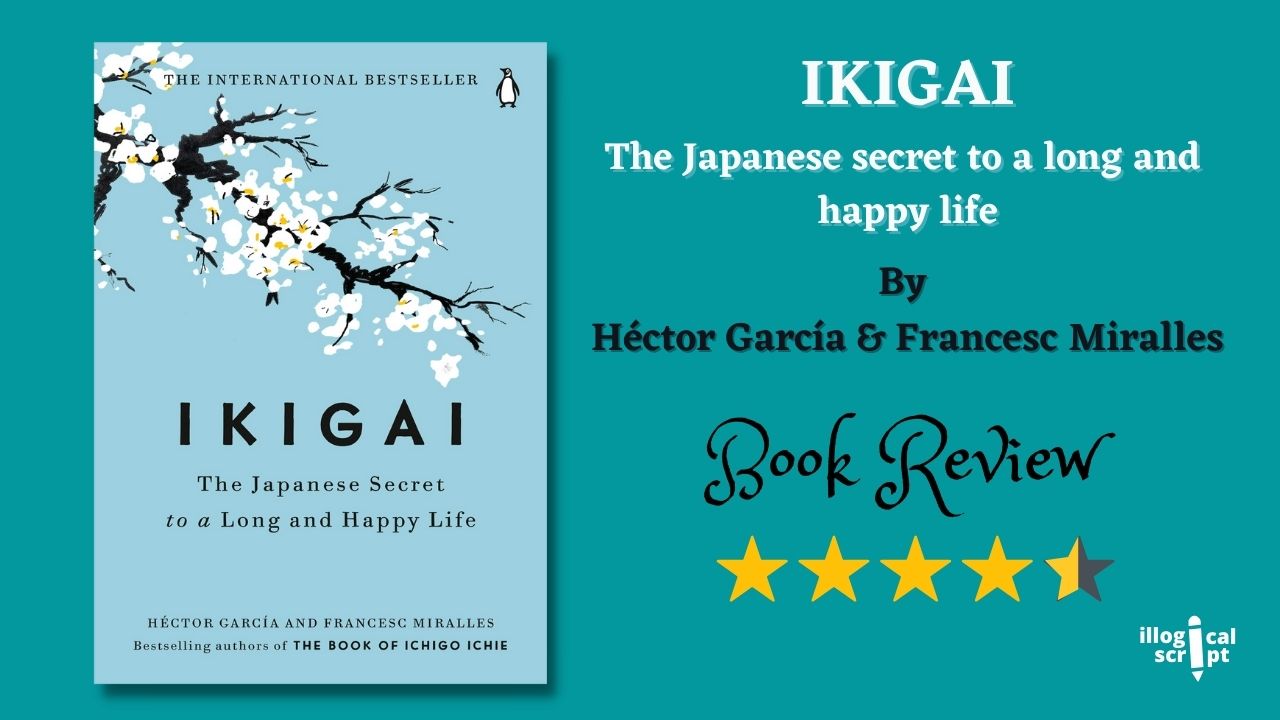 THE INTERNATIONAL BESTSELLER
IKIGAI
The Japanese Secret
to a Long and Happy Life
HÉCTOR GARCÍA AND FRANCESC MIRALLES
Bestselling authors of THE BOOK OF ICHIGO ICHIE
IKIGAI
The Japanese secret to a long and
happy life
By
Héctor García & Francesc Miralles
Book Review
illogical
script